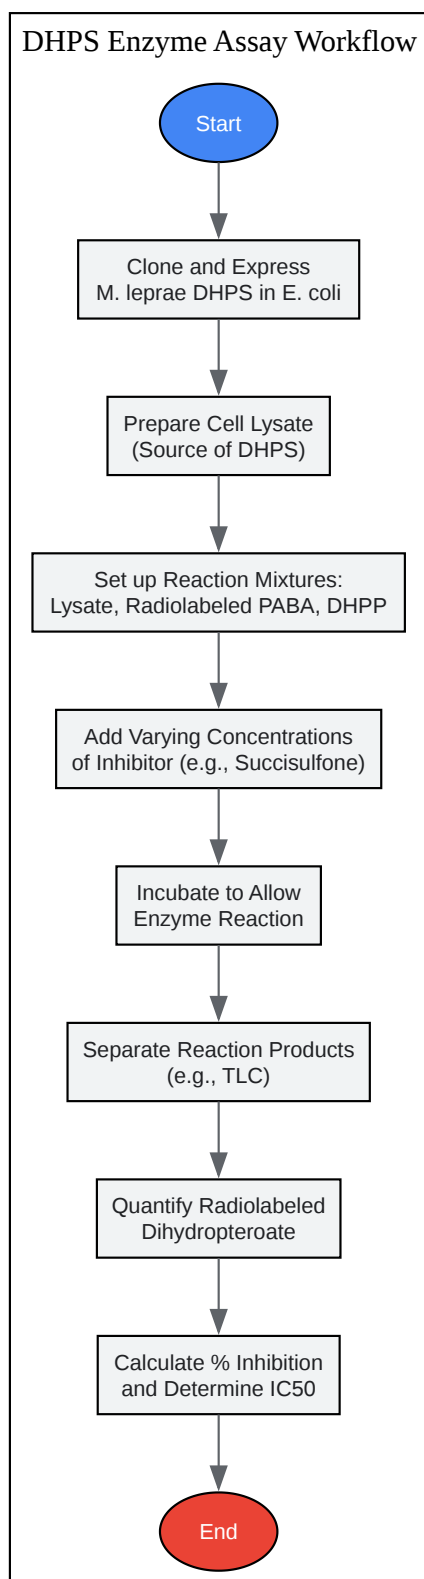 DHPS Enzyme Assay Workflow
Start
Clone and Express
M. leprae DHPS in E. coli
Prepare Cell Lysate
(Source of DHPS)
Set up Reaction Mixtures:
Lysate, Radiolabeled PABA, DHPP
Add Varying Concentrations
of Inhibitor (e.g., Succisulfone)
Incubate to Allow
Enzyme Reaction
Separate Reaction Products
(e.g., TLC)
Quantify Radiolabeled
Dihydropteroate
Calculate % Inhibition
and Determine IC50
End